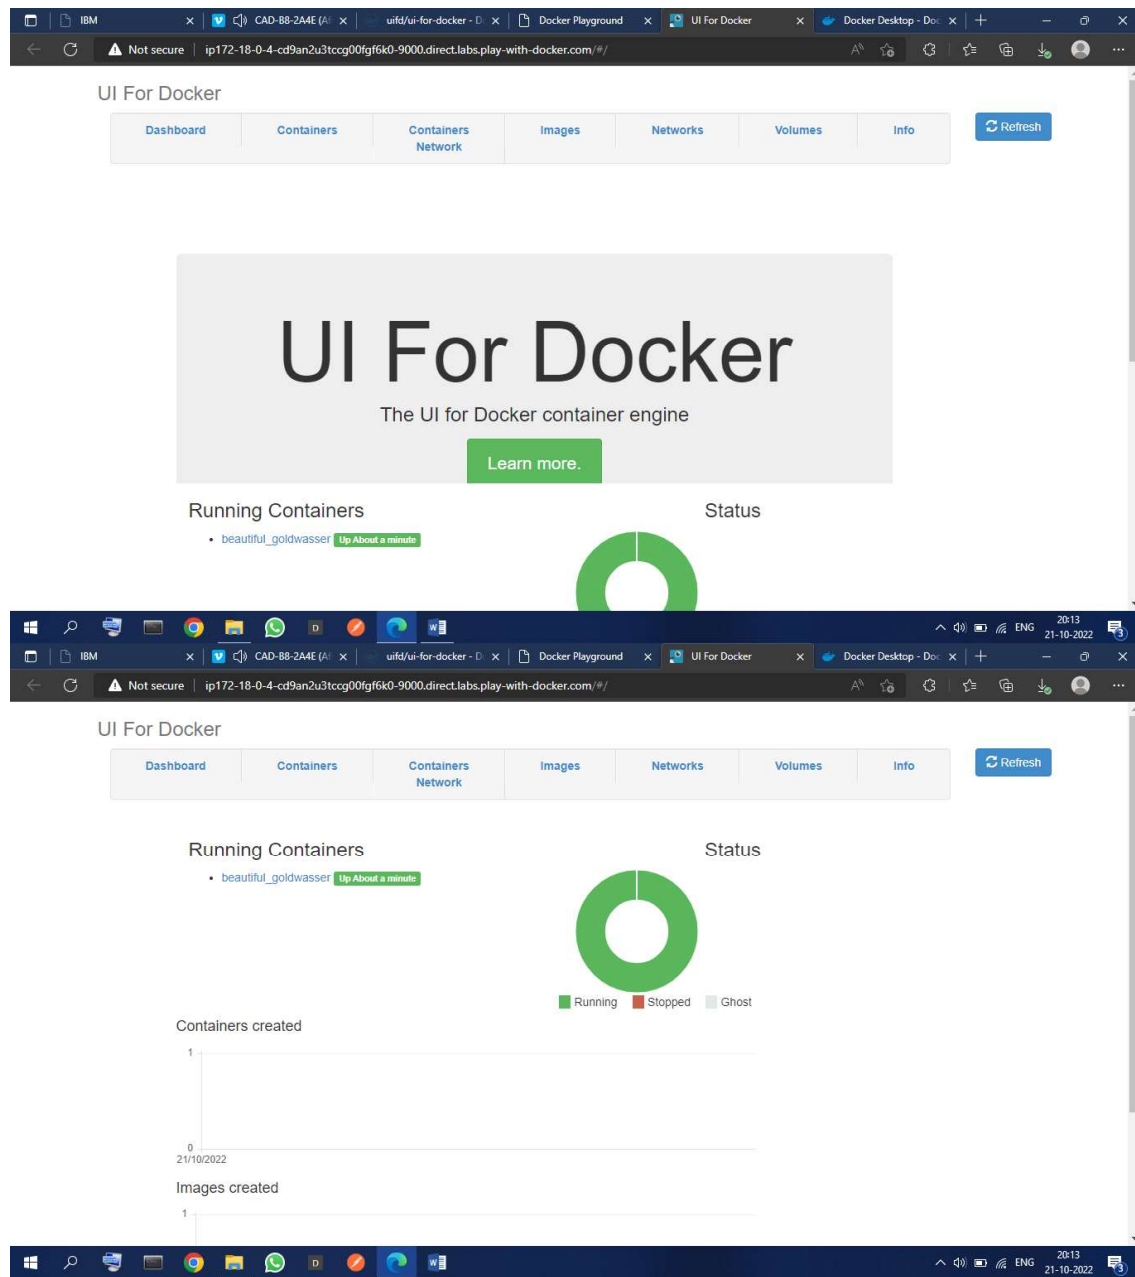 IBM
CAD-B8-2A4E (Af
uifd/ui-for-docker - D
Docker Playground
UI For Docker
Docker Desktop - Doc
Not secure
ip172-18-0-4-cd9an2u3tccg00fgf6k0-9000.direct.labs.play-with-docker.com/#/
UI For Docker
Dashboard
Containers
Containers
Network
Images
Networks
Volumes
Info
Refresh
UI For Docker
The UI for Docker container engine
Learn more.
Running Containers
Status
beautiful_goldwasser Up About a minute
ENG
20:13
21-10-2022
3
IBM
CAD-B8-2A4E (Af
uifd/ui-for-docker - D
Docker Playground
UI For Docker
Docker Desktop - Doc
Not secure
ip172-18-0-4-cd9an2u3tccg00fgf6k0-9000.direct.labs.play-with-docker.com/#/
UI For Docker
Dashboard
Containers
Containers
Network
Images
Networks
Volumes
Info
Refresh
Running Containers
Status
beautiful_goldwasser Up About a minute
Running
Stopped
Ghost
Containers created
1
0
21/10/2022
Images created
1
ENG
20:13
21-10-2022
3